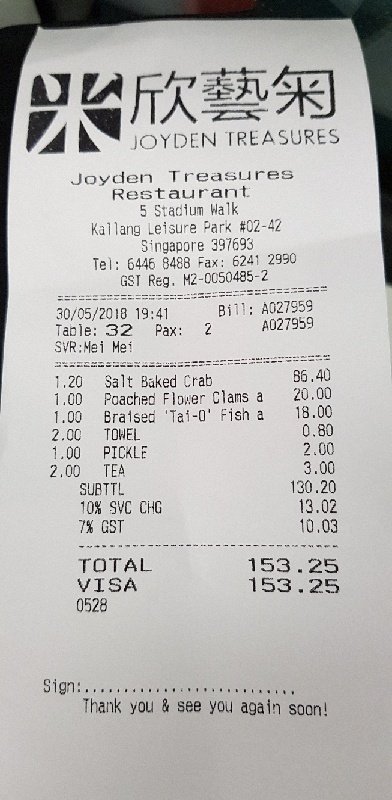 米 欣藝菊
JOYDEN TREASURES
Joyden Treasures
Restaurant
5 Stadium Walk
Kallang Leisure Park #02-42
Singapore 397693
Tel: 6446 8488 Fax: 6241 2990
GST Reg. M2-0050485-2
30/05/2018 19:41 Bill: A027959
Table: 32 Pax: 2 A027959
SVR:Mei Mei
1.20 Salt Baked Crab 86.40
1.00 Poached Flower Clams a 20.00
1.00 Braised 'Tai-O' Fish a 18.00
2.00 TOWEL 0.80
1.00 PICKLE 2.00
2.00 TEA 3.00
SUBTTL 130.20
10% SVC CHG 13.02
7% GST 10.03
TOTAL 153.25
VISA 153.25
0528
Sign:..............................
Thank you & see you again soon!